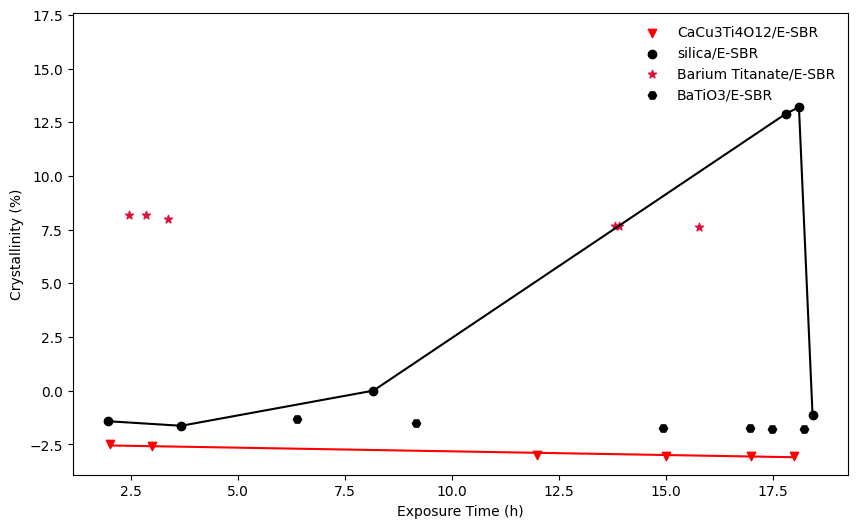 17.5
15.0
12.5
10.0
7.5
5.0
2.5
0.0
−2.5
Crystallinity (%)
CaCu3Ti4O12/E-SBR
silica/E-SBR
Barium Titanate/E-SBR
BaTiO3/E-SBR
2.5 5.0 7.5 10.0 12.5 15.0 17.5
Exposure Time (h)